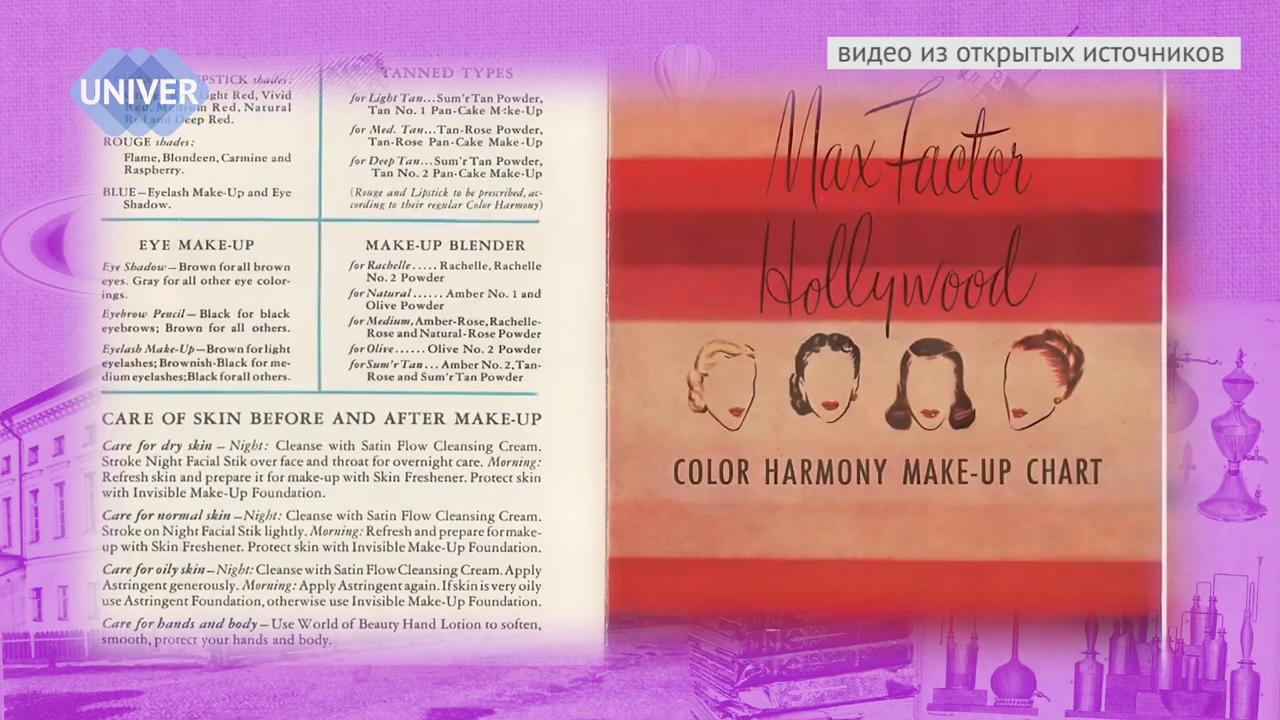 UNIVER
видео из открытых источников
LIPSTICK shades:
Light Red, Vivid
Red, Medium Red, Natural
Red and Deep Red.
ROUGE shades:
Flame, Blondeen, Carmine and
Raspberry.
BLUE—Eyelash Make-Up and Eye
Shadow.
TANNED TYPES
for Light Tan...Sum'r Tan Powder,
Tan No. 1 Pan-Cake Make-Up
for Med. Tan...Tan-Rose Powder,
Tan-Rose Pan-Cake Make-Up
for Deep Tan...Sum'r Tan Powder,
Tan No. 2 Pan-Cake Make-Up
(Rouge and Lipstick to be prescribed, ac-
cording to their regular Color Harmony)
EYE MAKE-UP
Eye Shadow—Brown for all brown
eyes. Gray for all other eye color-
ings.
Eyebrow Pencil—Black for black
eyebrows; Brown for all others.
Eyelash Make-Up—Brown for light
eyelashes; Brownish-Black for me-
dium eyelashes; Black for all others.
MAKE-UP BLENDER
for Rachelle..... Rachelle, Rachelle
No. 2 Powder
for Natural...... Amber No. 1 and
Olive Powder
for Medium, Amber-Rose, Rachelle-
Rose and Natural-Rose Powder
for Olive...... Olive No. 2 Powder
for Sum'r Tan... Amber No. 2, Tan-
Rose and Sum'r Tan Powder
CARE OF SKIN BEFORE AND AFTER MAKE-UP
Care for dry skin—Night: Cleanse with Satin Flow Cleansing Cream.
Stroke Night Facial Stik over face and throat for overnight care. Morning:
Refresh skin and prepare it for make-up with Skin Freshener. Protect skin
with Invisible Make-Up Foundation.
Care for normal skin—Night: Cleanse with Satin Flow Cleansing Cream.
Stroke on Night Facial Stik lightly. Morning: Refresh and prepare for make-
up with Skin Freshener. Protect skin with Invisible Make-Up Foundation.
Care for oily skin—Night: Cleanse with Satin Flow Cleansing Cream. Apply
Astringent generously. Morning: Apply Astringent again. If skin is very oily
use Astringent Foundation, otherwise use Invisible Make-Up Foundation.
Care for hands and body—Use World of Beauty Hand Lotion to soften,
smooth, protect your hands and body.
Max Factor
Hollywood
COLOR HARMONY MAKE-UP CHART